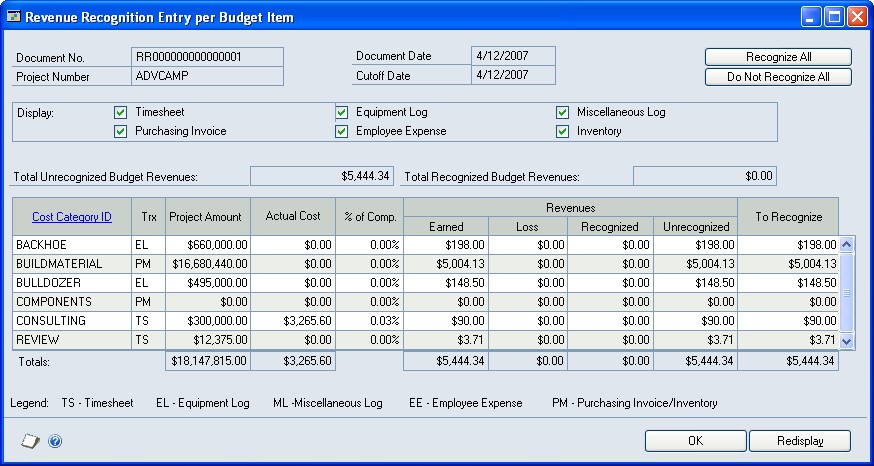 Revenue Recognition Entry per Budget Item
Document No. RR000000000000001 Document Date 4/12/2007 Recognize All
Project Number ADVCAMP Cutoff Date 4/12/2007 Do Not Recognize All
Display: Timesheet Equipment Log Miscellaneous Log
Purchasing Invoice Employee Expense Inventory
Total Unrecognized Budget Revenues: $5,444.34 Total Recognized Budget Revenues: $0.00
Revenues
Cost Category ID Trx Project Amount Actual Cost % of Comp. Earned Loss Recognized Unrecognized To Recognize
BACKHOE EL $660,000.00 $0.00 0.00% $198.00 $0.00 $0.00 $198.00 $198.00
BUILDMATERIAL PM $16,680,440.00 $0.00 0.00% $5,004.13 $0.00 $0.00 $5,004.13 $5,004.13
BULLDOZER EL $495,000.00 $0.00 0.00% $148.50 $0.00 $0.00 $148.50 $148.50
COMPONENTS PM $0.00 $0.00 0.00% $0.00 $0.00 $0.00 $0.00 $0.00
CONSULTING TS $300,000.00 $3,265.60 0.03% $90.00 $0.00 $0.00 $90.00 $90.00
REVIEW TS $12,375.00 $0.00 0.00% $3.71 $0.00 $0.00 $3.71 $3.71
Totals: $18,147,815.00 $3,265.60 $5,444.34 $0.00 $0.00 $5,444.34 $5,444.34
Legend: TS - Timesheet EL - Equipment Log ML -Miscellaneous Log EE - Employee Expense PM - Purchasing Invoice/Inventory
OK Redisplay